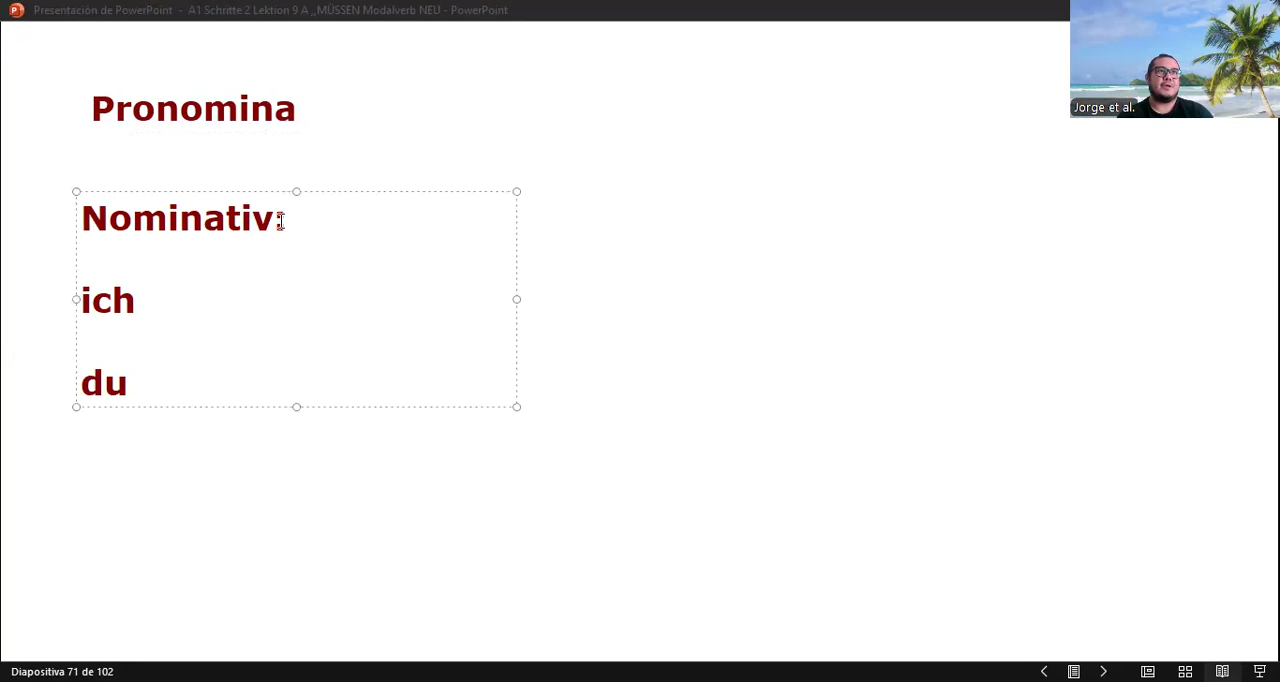 Presentación de PowerPoint - A1 Schritte 2 Lektion 9 A „MÜSSEN Modalverb NEU - PowerPoint
Jorge et al.
Pronomina
Nominativ:
ich
du
Diapositiva 71 de 102